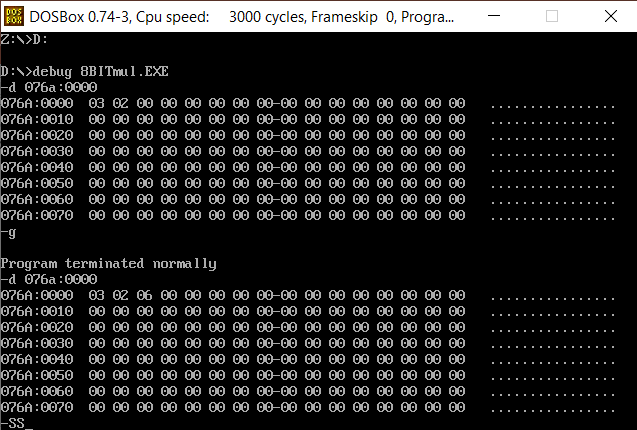 DOS BOX DOSBox 0.74-3, Cpu speed: 3000 cycles, Frameskip 0, Progra...
Z:\>D:
D:\>debug 8BITmul.EXE
-d 076a:0000
076A:0000 03 02 00 00 00 00 00 00-00 00 00 00 00 00 00 00 ................
076A:0010 00 00 00 00 00 00 00 00-00 00 00 00 00 00 00 00 ................
076A:0020 00 00 00 00 00 00 00 00-00 00 00 00 00 00 00 00 ................
076A:0030 00 00 00 00 00 00 00 00-00 00 00 00 00 00 00 00 ................
076A:0040 00 00 00 00 00 00 00 00-00 00 00 00 00 00 00 00 ................
076A:0050 00 00 00 00 00 00 00 00-00 00 00 00 00 00 00 00 ................
076A:0060 00 00 00 00 00 00 00 00-00 00 00 00 00 00 00 00 ................
076A:0070 00 00 00 00 00 00 00 00-00 00 00 00 00 00 00 00 ................
-g
Program terminated normally
-d 076a:0000
076A:0000 03 02 06 00 00 00 00 00-00 00 00 00 00 00 00 00 ................
076A:0010 00 00 00 00 00 00 00 00-00 00 00 00 00 00 00 00 ................
076A:0020 00 00 00 00 00 00 00 00-00 00 00 00 00 00 00 00 ................
076A:0030 00 00 00 00 00 00 00 00-00 00 00 00 00 00 00 00 ................
076A:0040 00 00 00 00 00 00 00 00-00 00 00 00 00 00 00 00 ................
076A:0050 00 00 00 00 00 00 00 00-00 00 00 00 00 00 00 00 ................
076A:0060 00 00 00 00 00 00 00 00-00 00 00 00 00 00 00 00 ................
076A:0070 00 00 00 00 00 00 00 00-00 00 00 00 00 00 00 00 ................
-SS_